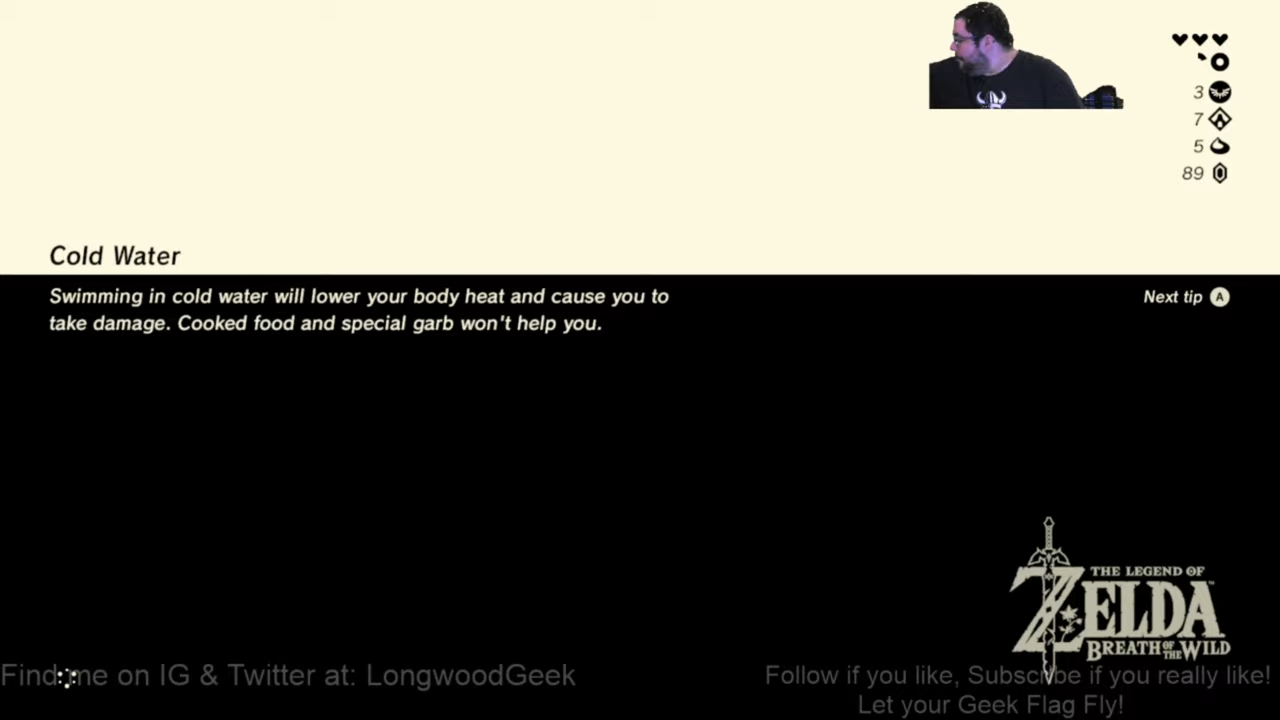 3
7
5
89
Cold Water
Swimming in cold water will lower your body heat and cause you to
take damage. Cooked food and special garb won't help you.
Next tip A
THE LEGEND OF
ZELDA
BREATH OF THE WILD
Find me on IG & Twitter at: LongwoodGeek
Follow if you like, Subscribe if you really like!
Let your Geek Flag Fly!